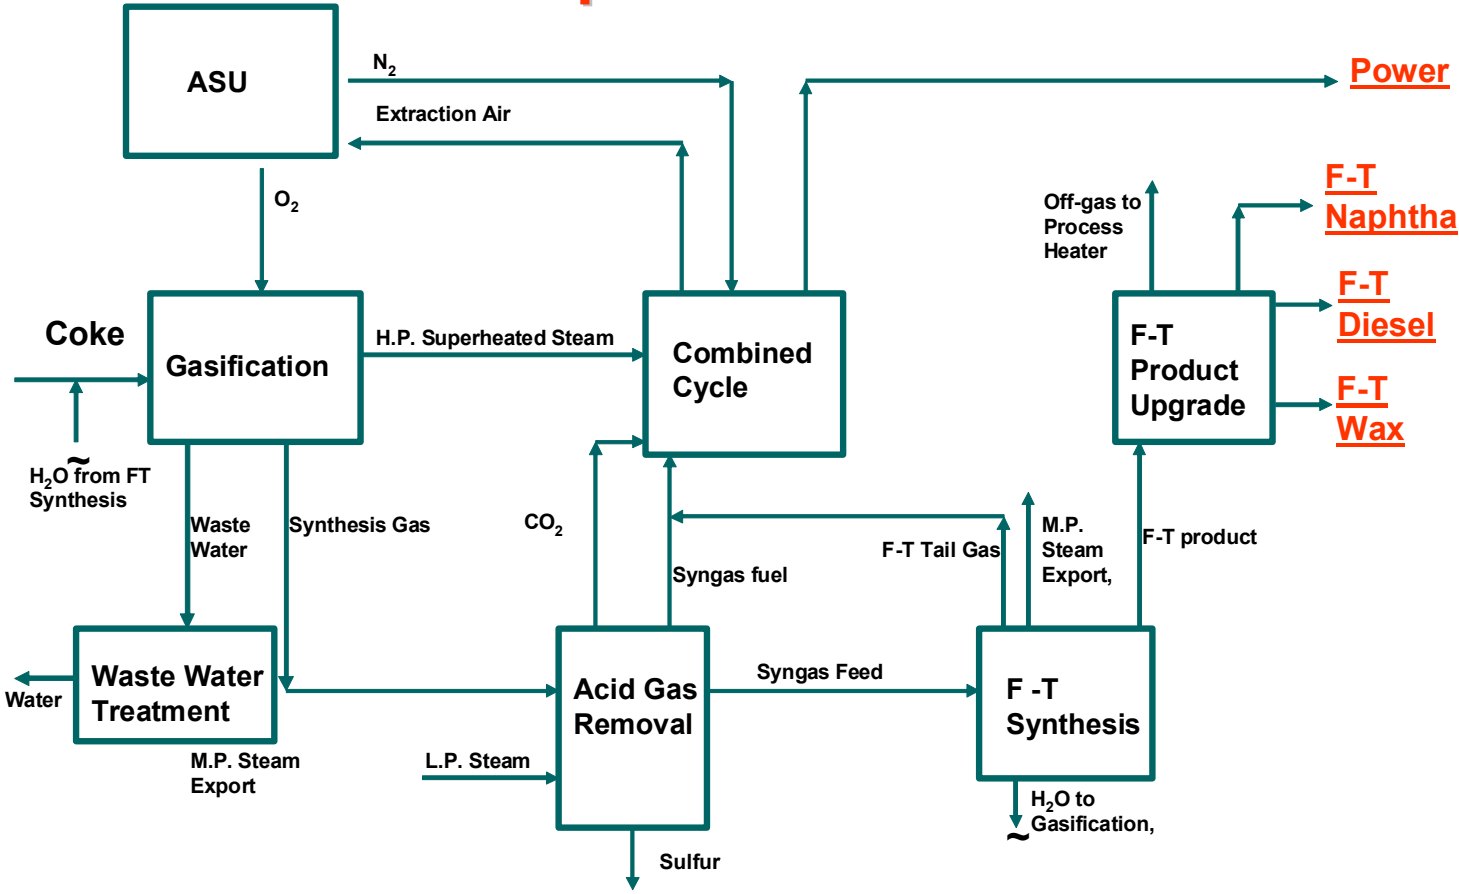 ASU
N2
Extraction Air
O2
Power
F-T
Naphtha
Off-gas to
Process
Heater
F-T
Diesel
F-T
Wax
Coke
Gasification
H.P. Superheated Steam
Combined
Cycle
F-T
Product
Upgrade
H2O from FT
Synthesis
Waste
Water
Synthesis Gas
CO2
Syngas fuel
F-T Tail Gas
M.P.
Steam
Export,
F-T product
Waste Water
Treatment
Water
M.P. Steam
Export
L.P. Steam
Acid Gas
Removal
Syngas Feed
F -T
Synthesis
H2O to
Gasification,
Sulfur